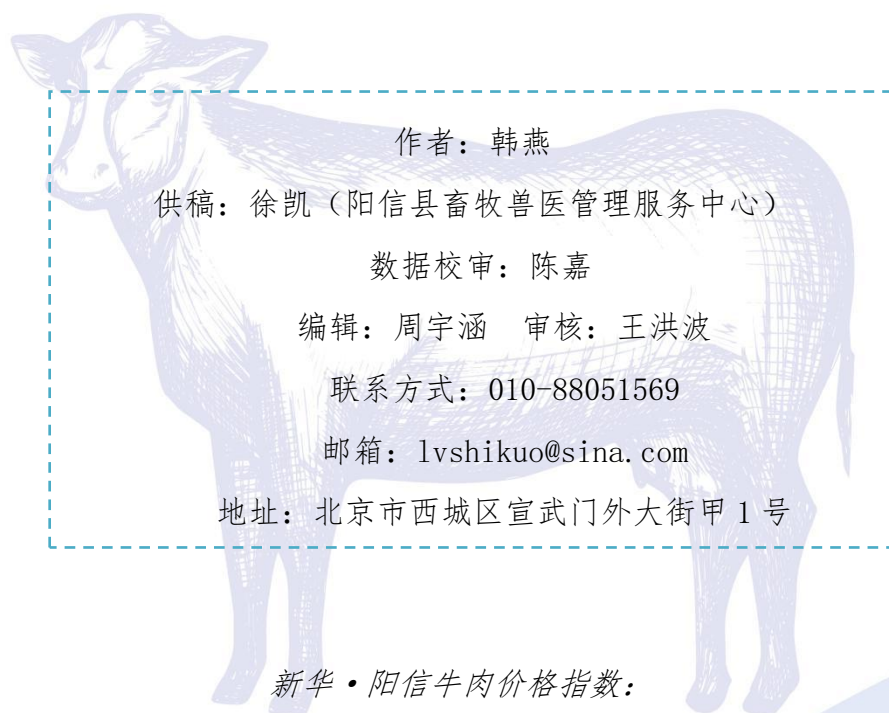 作者：韩燕
供稿：徐凯（阳信县畜牧兽医管理服务中心）
数据校审：陈嘉
编辑：周宇涵　审核：王洪波
联系方式：010-88051569
邮箱：lvshikuo@sina.com
地址：北京市西城区宣武门外大街甲 1 号
新华•阳信牛肉价格指数：